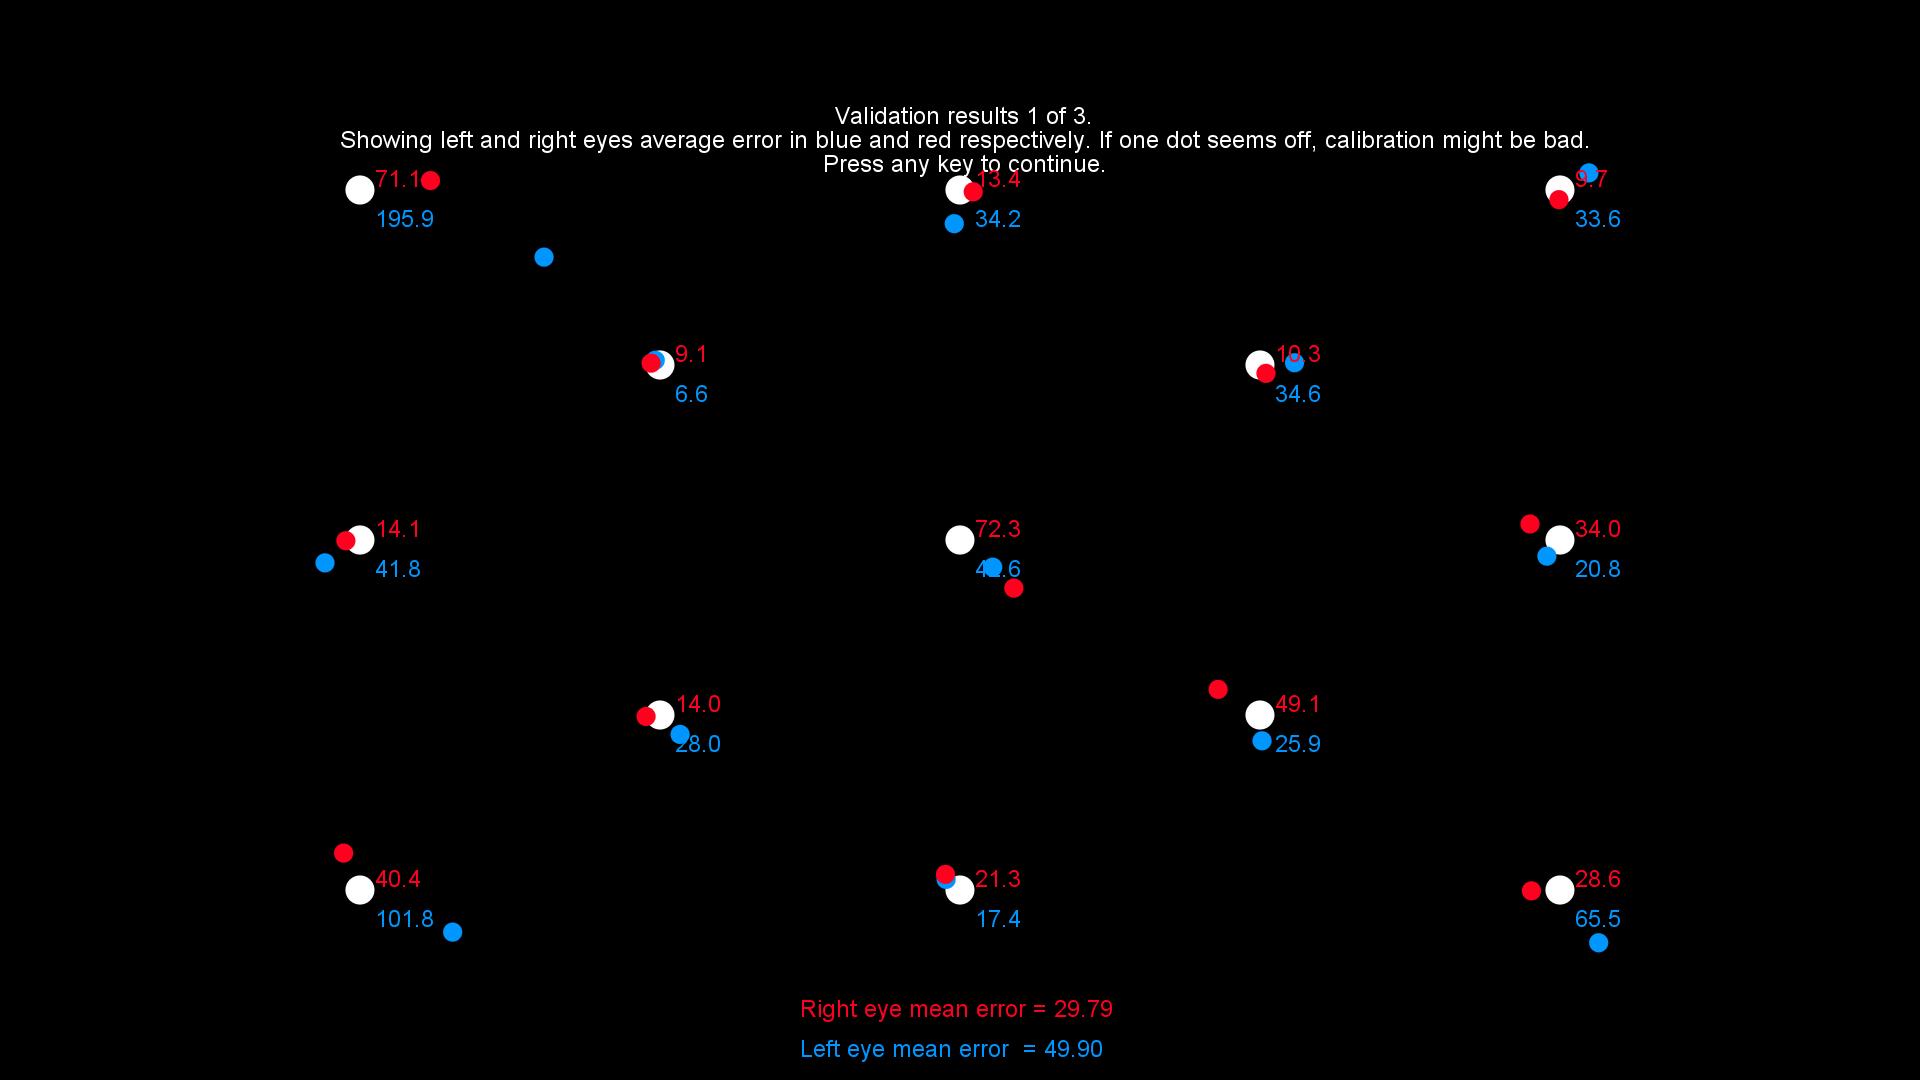 Validation results 1 of 3.
Showing left and right eyes average error in blue and red respectively. If one dot seems off, calibration might be bad.
Press any key to continue.
71.1 13.4 9.7
195.9 34.2 33.6
9.1 10.3
6.6 34.6
14.1 72.3 34.0
41.8 20.8
14.0 49.1
28.0 25.9
40.4 21.3 28.6
101.8 17.4 65.5
Right eye mean error = 29.79
Left eye mean error = 49.90